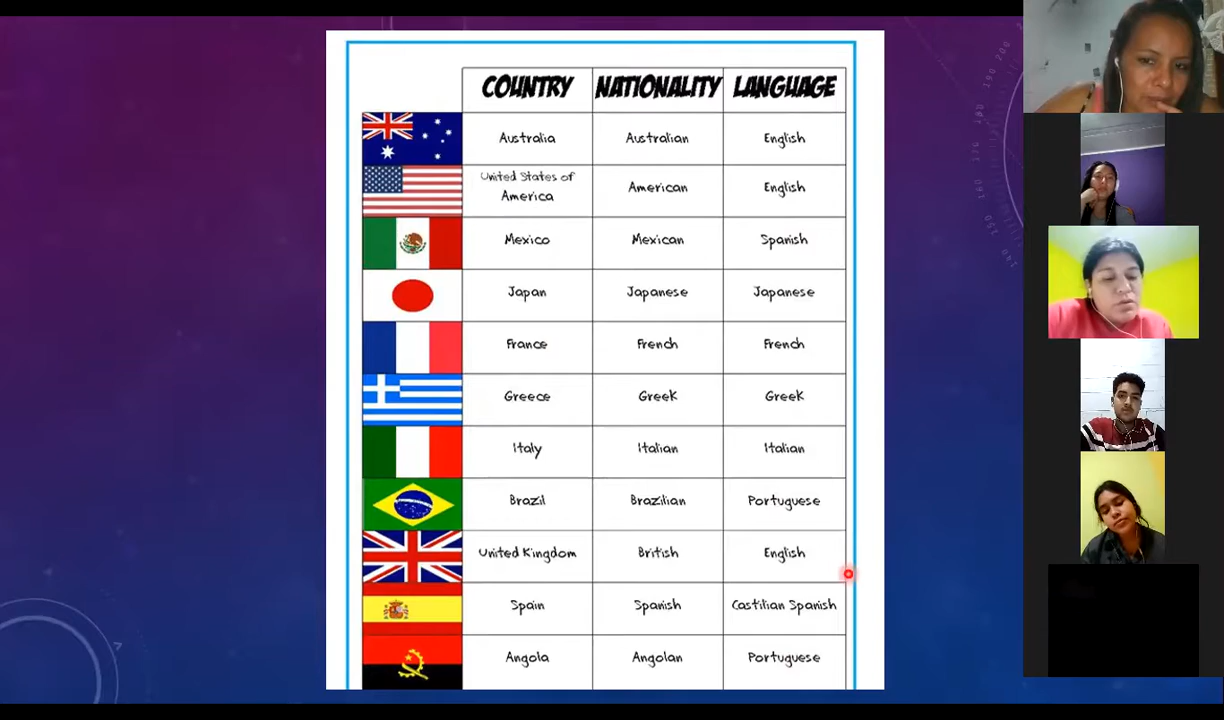 COUNTRY NATIONALITY LANGUAGE
Australia Australian English
United States of
America American English
Mexico Mexican Spanish
Japan Japanese Japanese
France French French
Greece Greek Greek
Italy Italian Italian
Brazil Brazilian Portuguese
United Kingdom British English
Spain Spanish Castilian Spanish
Angola Angolan Portuguese